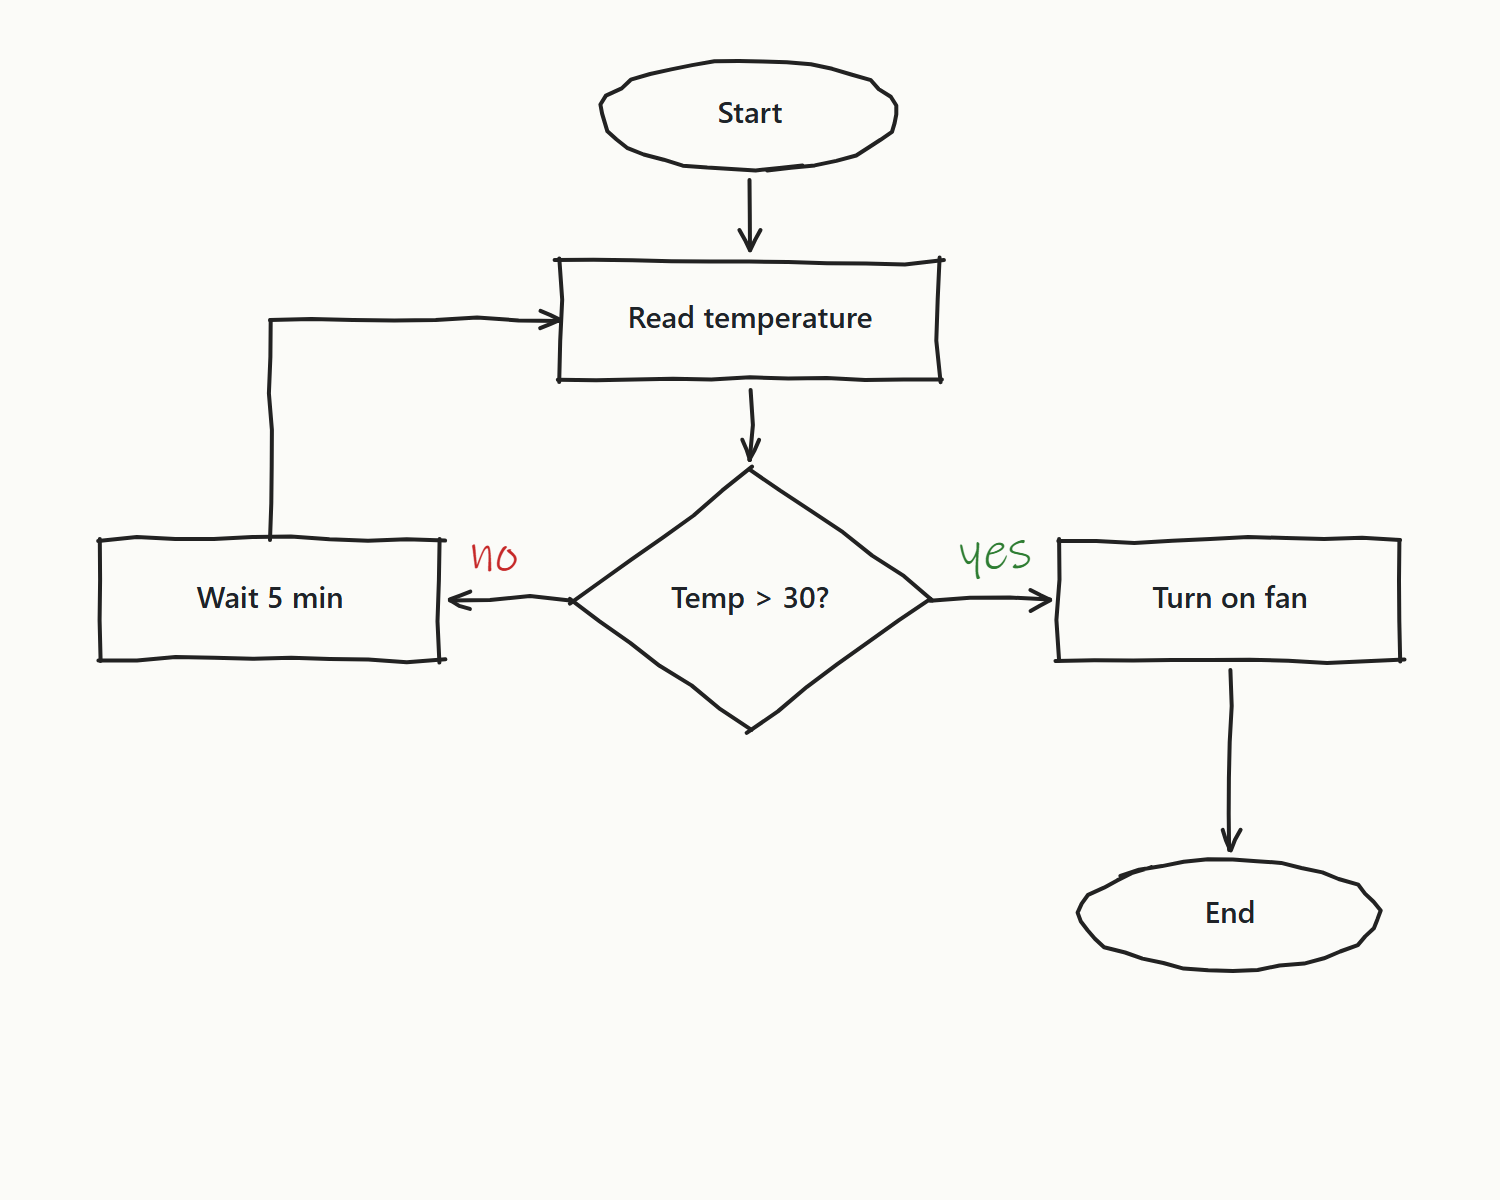 Start
Read temperature
no
yes
Wait 5 min
Temp > 30?
Turn on fan
End